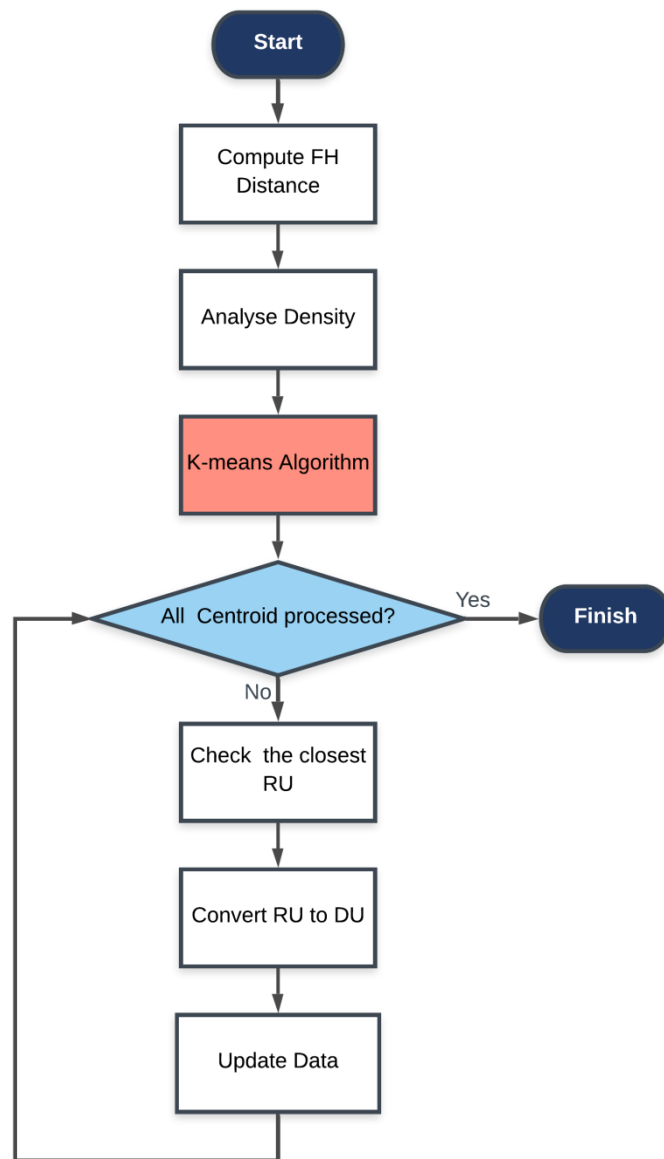 Start
Compute FH
Distance
Analyse Density
K-means Algorithm
All Centroid processed?
Yes
Finish
No
Check the closest
RU
Convert RU to DU
Update Data